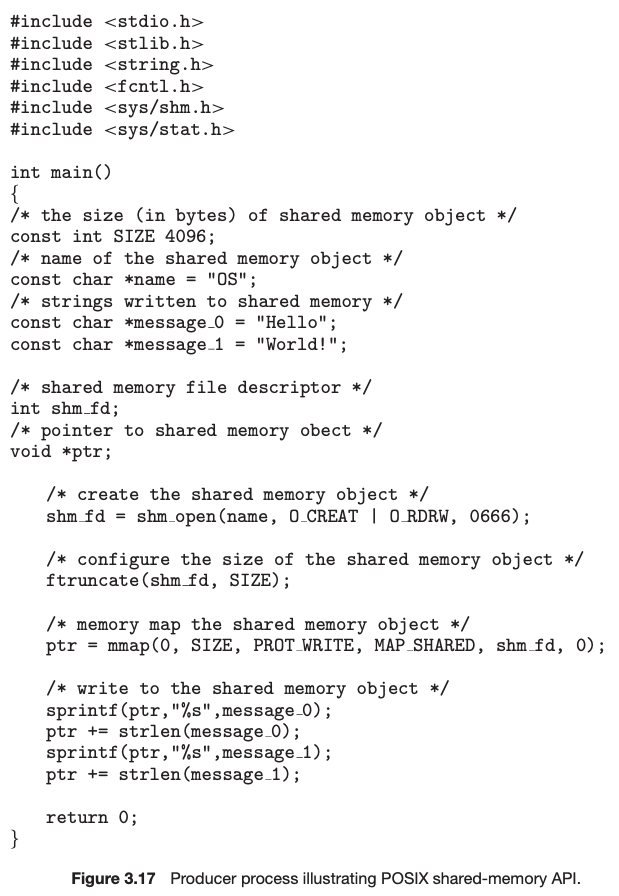 #include <stdio.h>
#include <stlib.h>
#include <string.h>
#include <fcntl.h>
#include <sys/shm.h>
#include <sys/stat.h>
int main()
{
/* the size (in bytes) of shared memory object */
const int SIZE 4096;
/* name of the shared memory object */
const char *name = "OS";
/* strings written to shared memory */
const char *message_0 = "Hello";
const char *message_1 = "World!";
/* shared memory file descriptor */
int shm_fd;
/* pointer to shared memory obect */
void *ptr;
/* create the shared memory object */
shm_fd = shm_open(name, O_CREAT | O_RDRW, 0666);
/* configure the size of the shared memory object */
ftruncate(shm_fd, SIZE);
/* memory map the shared memory object */
ptr = mmap(0, SIZE, PROT_WRITE, MAP_SHARED, shm_fd, 0);
/* write to the shared memory object */
sprintf(ptr,"%s",message_0);
ptr += strlen(message_0);
sprintf(ptr,"%s",message_1);
ptr += strlen(message_1);
return 0;
}
Figure 3.17 Producer process illustrating POSIX shared-memory API.